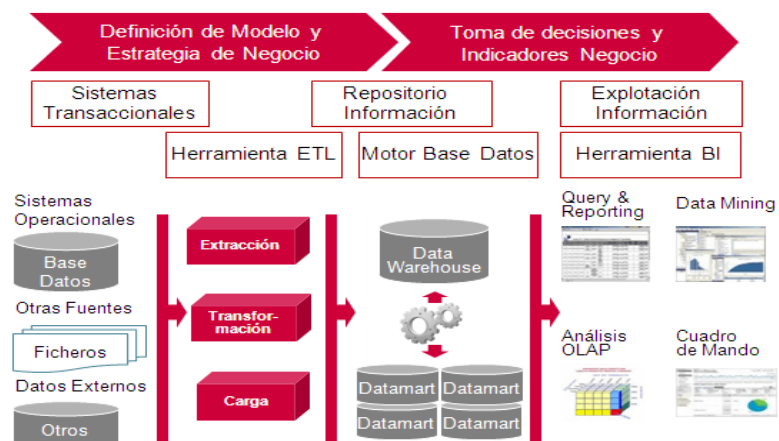 Definición de Modelo y
Estrategia de Negocio
Toma de decisiones y
Indicadores Negocio
Sistemas
Transaccionales
Repositorio
Información
Explotación
Información
Herramienta ETL
Motor Base Datos
Herramienta BI
Sistemas
Operacionales
Base
Datos
Otras Fuentes
Ficheros
Datos Externos
Otros
Extracción
Transfor-
mación
Carga
Data
Warehouse
Datamart
Datamart
Datamart
Datamart
Query &
Reporting
Data Mining
Análisis
OLAP
Cuadro
de Mando